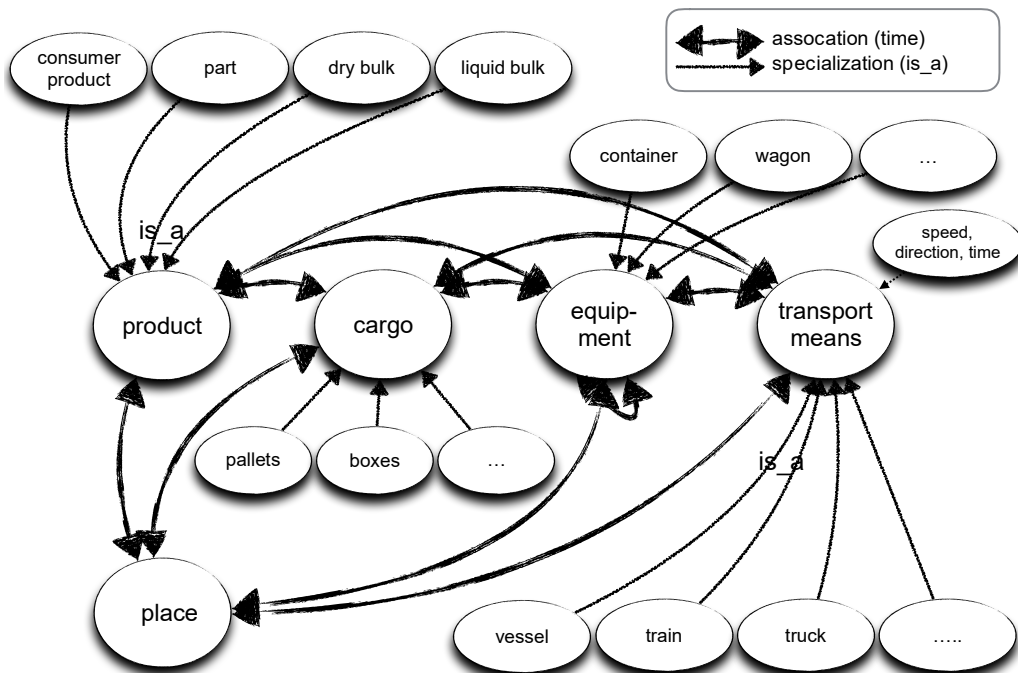 assocation (time)
specialization (is_a)
consumer
product
part
dry bulk
liquid bulk
container
wagon
…
is_a
speed,
direction, time
product
cargo
equip-
ment
transport
means
pallets
boxes
…
is_a
place
vessel
train
truck
…..